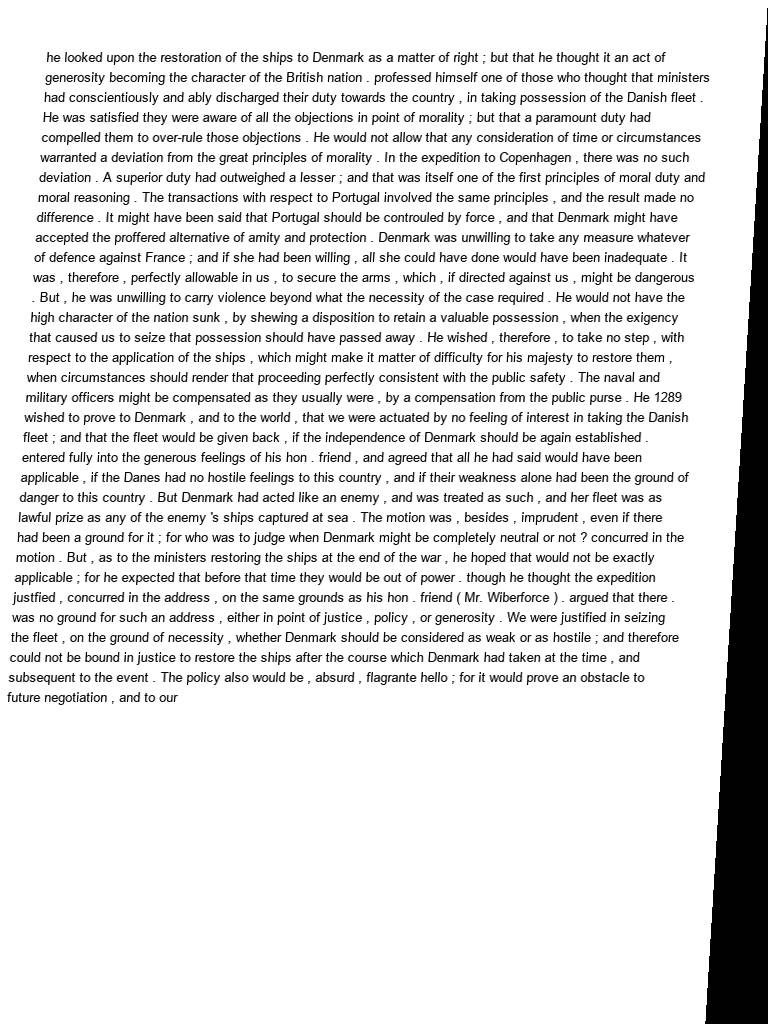 he looked upon the restoration of the ships to Denmark as a matter of right ; but that he thought it an act of
generosity becoming the character of the British nation . professed himself one of those who thought that ministers
had conscientiously and ably discharged their duty towards the country , in taking possession of the Danish fleet .
He was satisfied they were aware of all the objections in point of morality ; but that a paramount duty had
compelled them to over-rule those objections . He would not allow that any consideration of time or circumstances
warranted a deviation from the great principles of morality . In the expedition to Copenhagen , there was no such
deviation . A superior duty had outweighed a lesser ; and that was itself one of the first principles of moral duty and
moral reasoning . The transactions with respect to Portugal involved the same principles , and the result made no
difference . It might have been said that Portugal should be controuled by force , and that Denmark might have
accepted the proffered alternative of amity and protection . Denmark was unwilling to take any measure whatever
of defence against France ; and if she had been willing , all she could have done would have been inadequate . It
was , therefore , perfectly allowable in us , to secure the arms , which , if directed against us , might be dangerous
. But , he was unwilling to carry violence beyond what the necessity of the case required . He would not have the
high character of the nation sunk , by shewing a disposition to retain a valuable possession , when the exigency
that caused us to seize that possession should have passed away . He wished , therefore , to take no step , with
respect to the application of the ships , which might make it matter of difficulty for his majesty to restore them ,
when circumstances should render that proceeding perfectly consistent with the public safety . The naval and
military officers might be compensated as they usually were , by a compensation from the public purse . He 1289
wished to prove to Denmark , and to the world , that we were actuated by no feeling of interest in taking the Danish
fleet ; and that the fleet would be given back , if the independence of Denmark should be again established .
entered fully into the generous feelings of his hon . friend , and agreed that all he had said would have been
applicable , if the Danes had no hostile feelings to this country , and if their weakness alone had been the ground of
danger to this country . But Denmark had acted like an enemy , and was treated as such , and her fleet was as
lawful prize as any of the enemy 's ships captured at sea . The motion was , besides , imprudent , even if there
had been a ground for it ; for who was to judge when Denmark might be completely neutral or not ? concurred in the
motion . But , as to the ministers restoring the ships at the end of the war , he hoped that would not be exactly
applicable ; for he expected that before that time they would be out of power . though he thought the expedition
justfied , concurred in the address , on the same grounds as his hon . friend ( Mr. Wiberforce ) . argued that there .
was no ground for such an address , either in point of justice , policy , or generosity . We were justified in seizing
the fleet , on the ground of necessity , whether Denmark should be considered as weak or as hostile ; and therefore
could not be bound in justice to restore the ships after the course which Denmark had taken at the time , and
subsequent to the event . The policy also would be , absurd , flagrante hello ; for it would prove an obstacle to
future negotiation , and to our